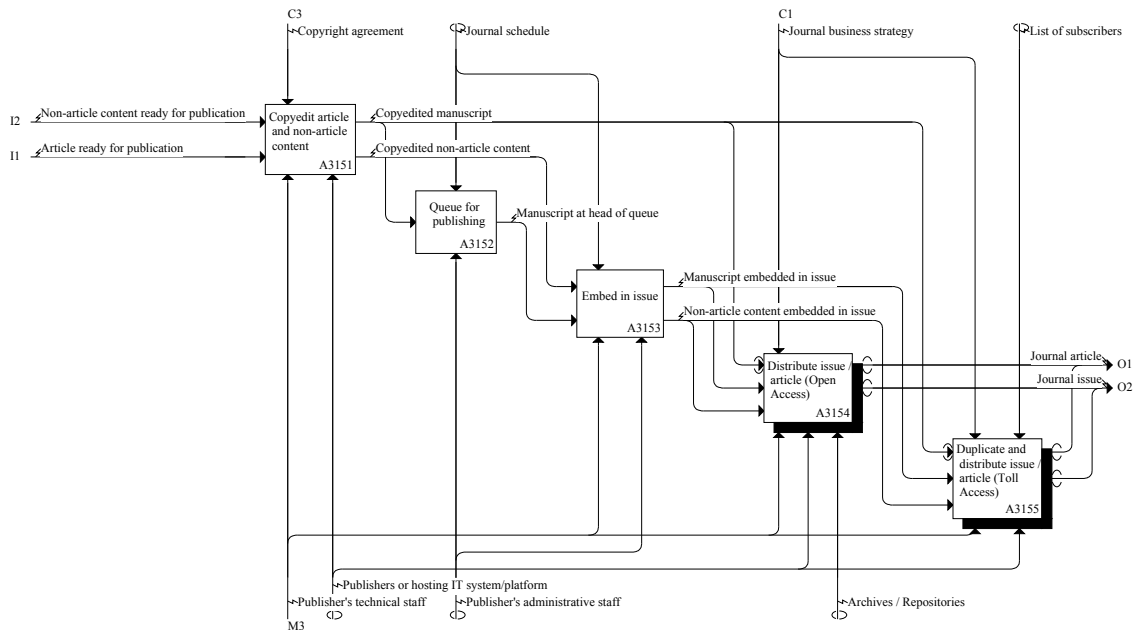 C3
C1
Copyright agreement
Journal schedule
Journal business strategy
List of subscribers
I2
Non-article content ready for publication
Copyedit article
and non-article
content
A3151
Copyedited manuscript
I1
Article ready for publication
Copyedited non-article content
Queue for
publishing
A3152
Manuscript at head of queue
Embed in issue
A3153
Manuscript embedded in issue
Non-article content embedded in issue
Distribute issue /
article (Open
Access)
A3154
Journal article
O1
Journal issue
O2
Duplicate and
distribute issue /
article (Toll
Access)
A3155
Publishers or hosting IT system/platform
Publisher's technical staff
Publisher's administrative staff
Archives / Repositories
M3